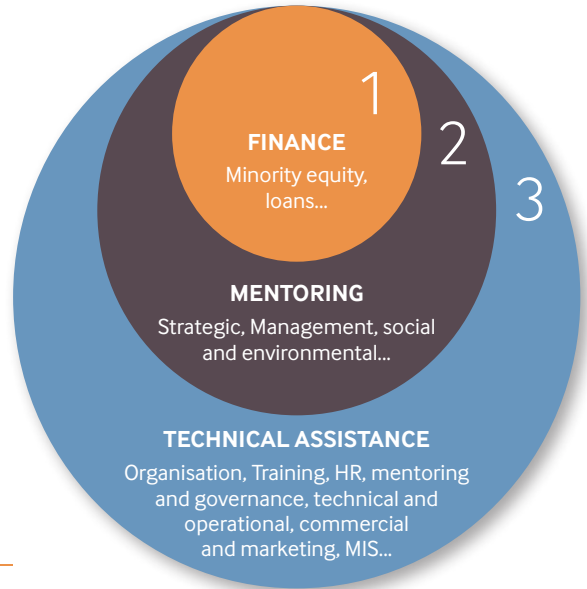 1
FINANCE
Minority equity,
loans...
2
MENTORING
Strategic, Management, social
and environmental...
3
TECHNICAL ASSISTANCE
Organisation, Training, HR, mentoring
and governance, technical and
operational, commercial
and marketing, MIS...